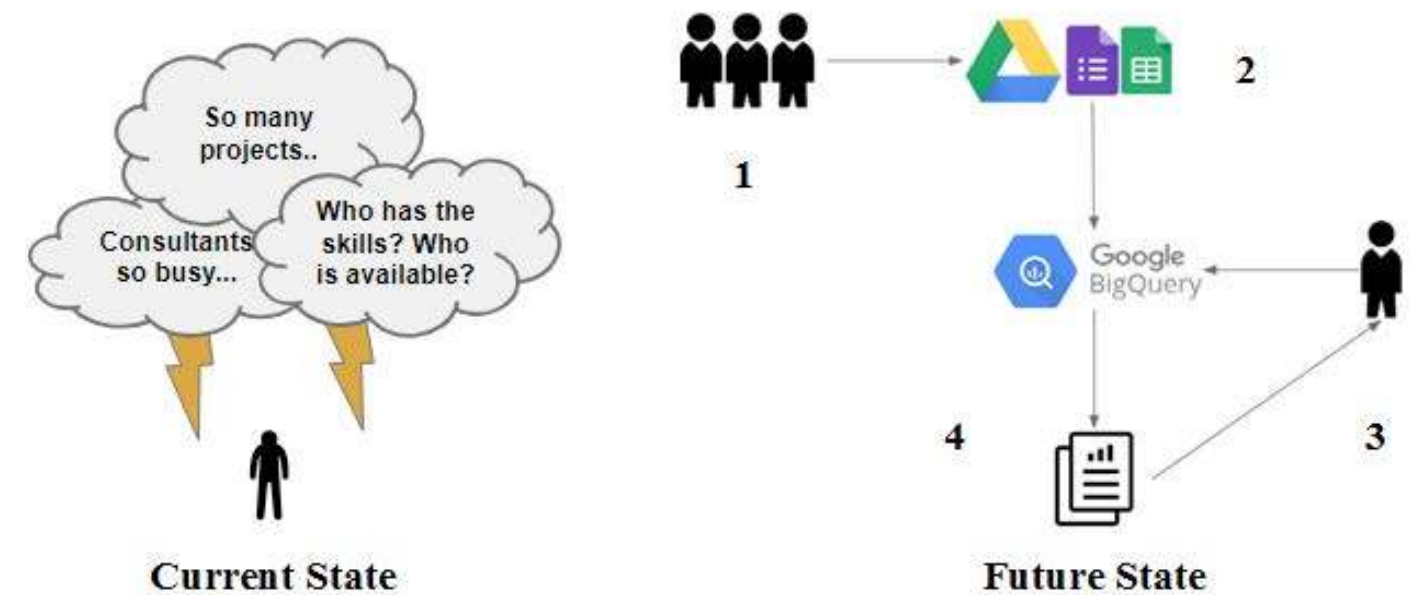 So many
projects..
Consultants
so busy...
Who has the
skills? Who
is available?
Current State
1
2
Google
BigQuery
3
4
Future State